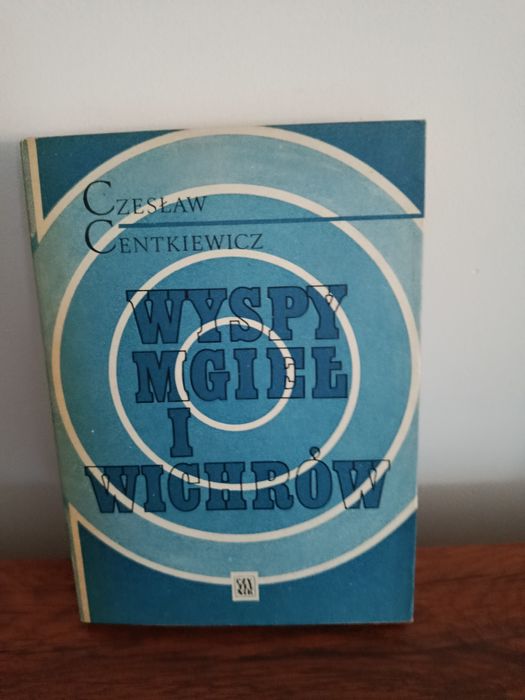 CZESŁAW
CENTKIEWICZ
WYSPY
MGIEŁ
I
WICHRÓW